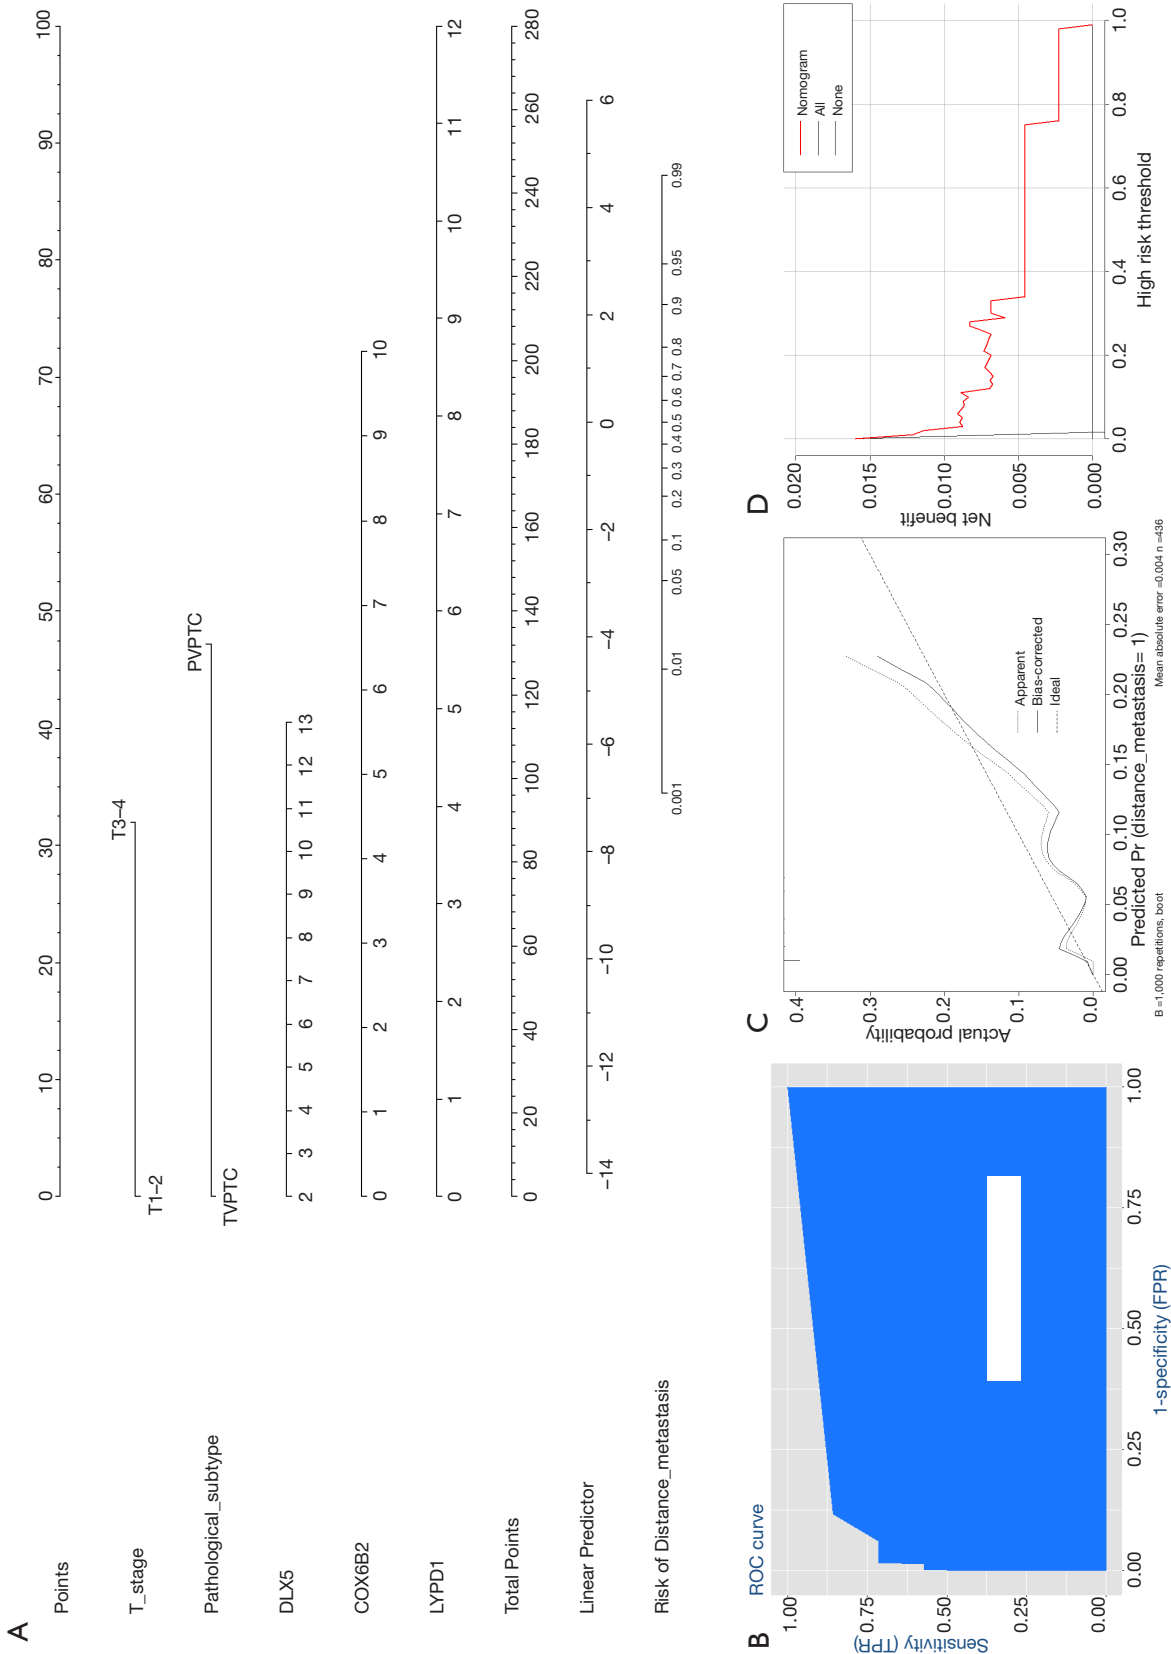 A
Points
0 10 20 30 40 50 60 70 80 90 100
T_stage
T1–2 T3–4
Pathological_subtype
TVPTC PVPTC
DLX5
2 3 4 5 6 7 8 9 10 11 12 13
COX6B2
0 1 2 3 4 5 6 7 8 9 10
LYPD1
0 1 2 3 4 5 6 7 8 9 10 11 12
Total Points
0 20 40 60 80 100 120 140 160 180 200 220 240 260 280
Linear Predictor
–14 –12 –10 –8 –6 –4 –2 0 2 4 6
Risk of Distance_metastasis
0.001 0.01 0.05 0.1 0.2 0.3 0.4 0.5 0.6 0.7 0.8 0.9 0.95 0.99
B
ROC curve
Sensitivity (TPR)
1.00
0.75
0.50
0.25
0.00
0.00 0.25 0.50 0.75 1.00
1-specificity (FPR)
C
Actual probability
0.4
0.3
0.2
0.1
0.0
Apparent
Bias-corrected
Ideal
0.00 0.05 0.10 0.15 0.20 0.25 0.30
Predicted Pr (distance_metastasis= 1)
B =1,000 repetitions, boot
Mean absolute error =0.004 n =436
D
Net benefit
0.020
0.015
0.010
0.005
0.000
Nomogram
All
None
0.0 0.2 0.4 0.6 0.8 1.0
High risk threshold